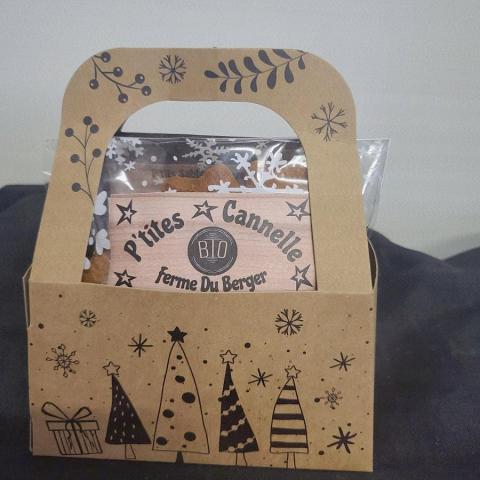 P'tites Cannelle
BIO
Ferme Du Berger